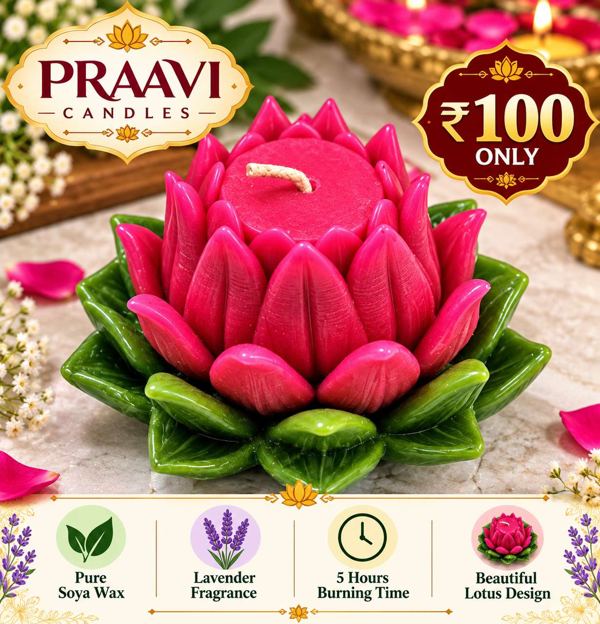 PRAAVI
CANDLES
₹100
ONLY
Pure
Soya Wax
Lavender
Fragrance
5 Hours
Burning Time
Beautiful
Lotus Design